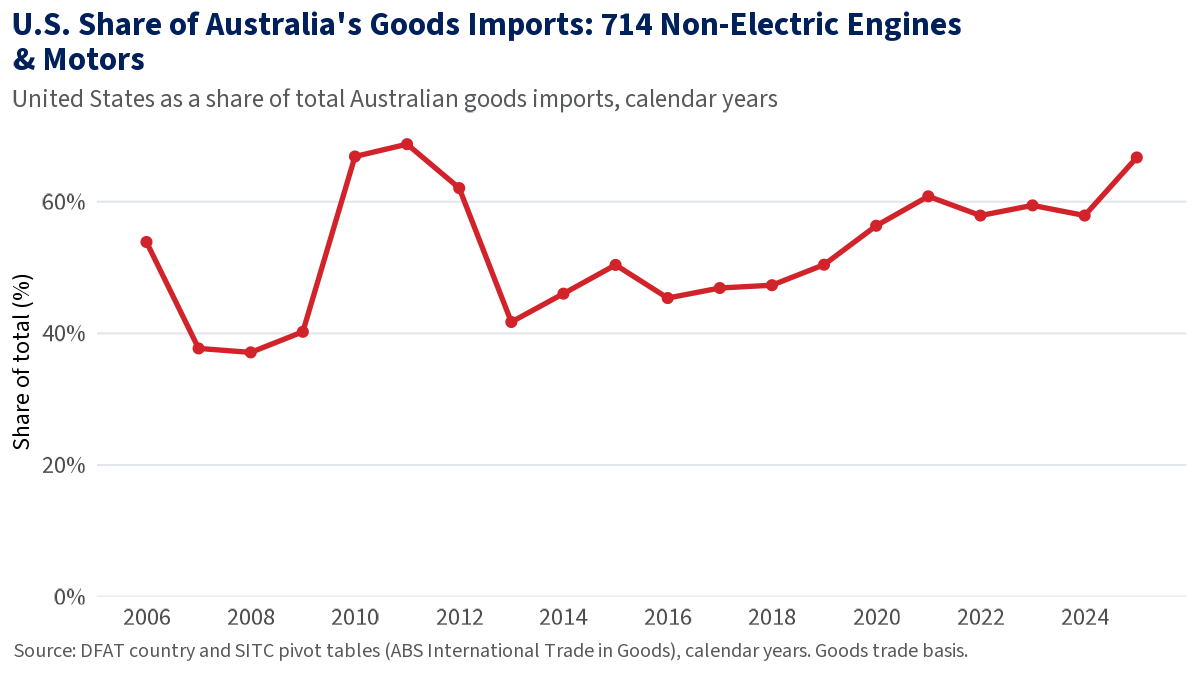 U.S. Share of Australia's Goods Imports: 714 Non-Electric Engines
& Motors
United States as a share of total Australian goods imports, calendar years
Share of total (%)
60%
40%
20%
0%
2006 2008 2010 2012 2014 2016 2018 2020 2022 2024
Source: DFAT country and SITC pivot tables (ABS International Trade in Goods), calendar years. Goods trade basis.